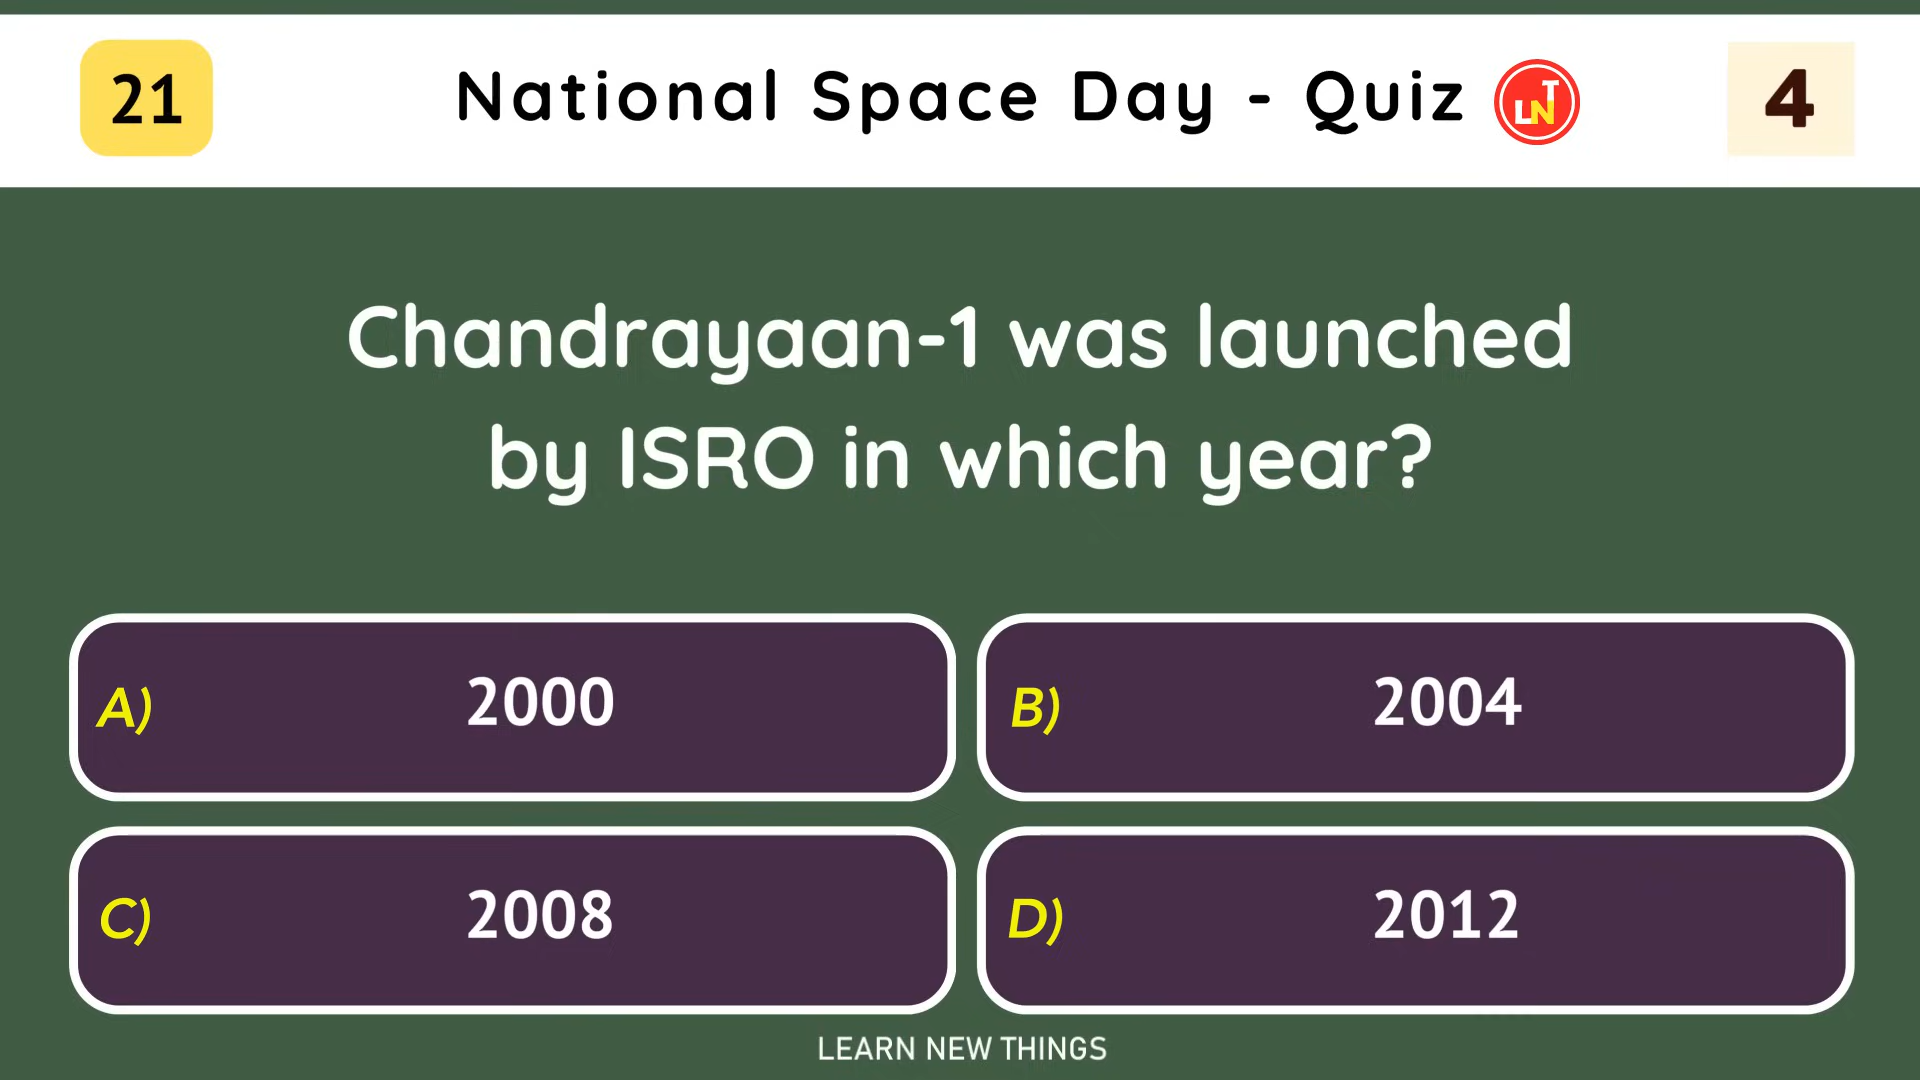 21
National Space Day - Quiz
LNT
4
Chandrayaan-1 was launched
by ISRO in which year?
A) 2000
B) 2004
C) 2008
D) 2012
LEARN NEW THINGS